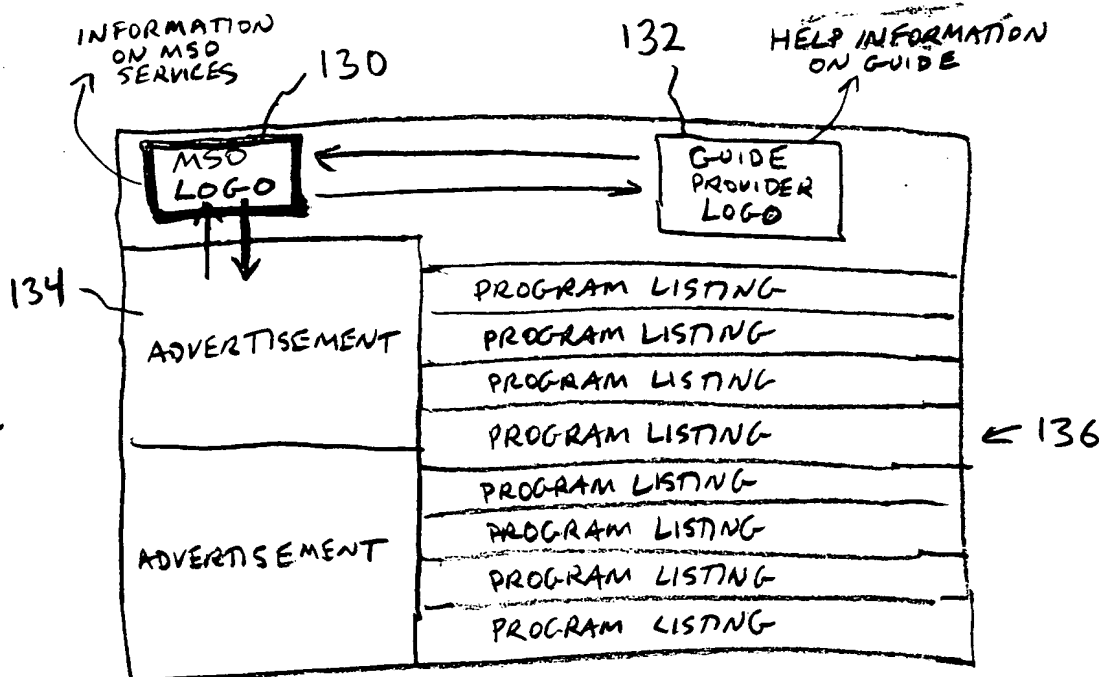 INFORMATION
ON MSO
SERVICES
130
132
HELP INFORMATION
ON GUIDE
MSO
LOGO
GUIDE
PROVIDER
LOGO
134
ADVERTISEMENT
ADVERTISEMENT
PROGRAM LISTING
PROGRAM LISTING
PROGRAM LISTING
PROGRAM LISTING
PROGRAM LISTING
PROGRAM LISTING
PROGRAM LISTING
PROGRAM LISTING
136